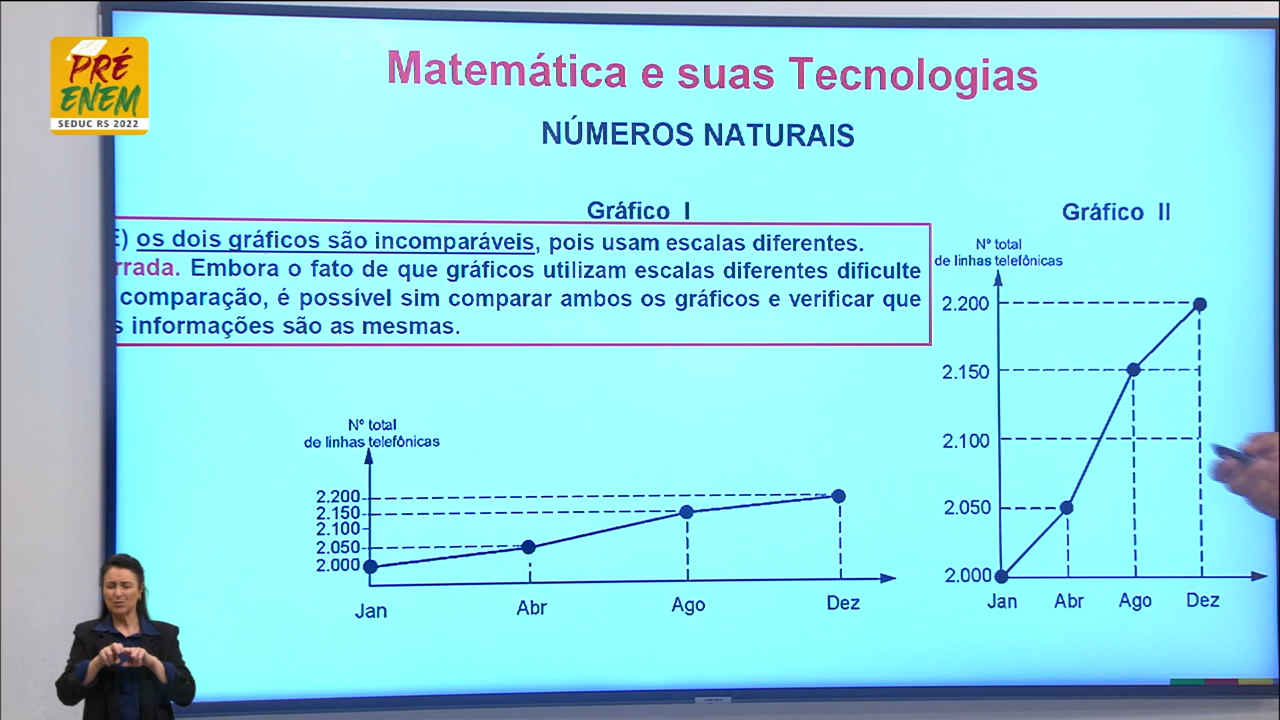 PRÉ
ENEM
SEDUC RS 2022
Matemática e suas Tecnologias
NÚMEROS NATURAIS
Gráfico I
E) os dois gráficos são incomparáveis, pois usam escalas diferentes.
rrada. Embora o fato de que gráficos utilizam escalas diferentes dificulte
comparação, é possível sim comparar ambos os gráficos e verificar que
s informações são as mesmas.
Nº total
de linhas telefônicas
2.200
2.150
2.100
2.050
2.000
Jan Abr Ago Dez
Gráfico II
Nº total
de linhas telefônicas
2.200
2.150
2.100
2.050
2.000
Jan Abr Ago Dez